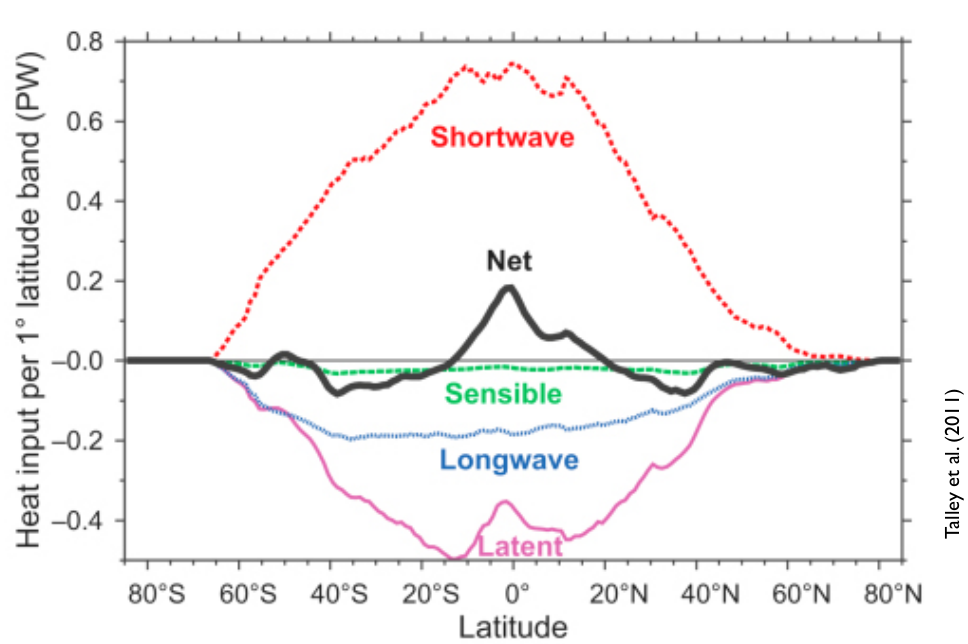 Heat input per 1° latitude band (PW)
0.8
0.6
0.4
0.2
–0.0
–0.2
–0.4
Shortwave
Net
Sensible
Longwave
Latent
80°S 60°S 40°S 20°S 0° 20°N 40°N 60°N 80°N
Latitude
Talley et al. (2011)